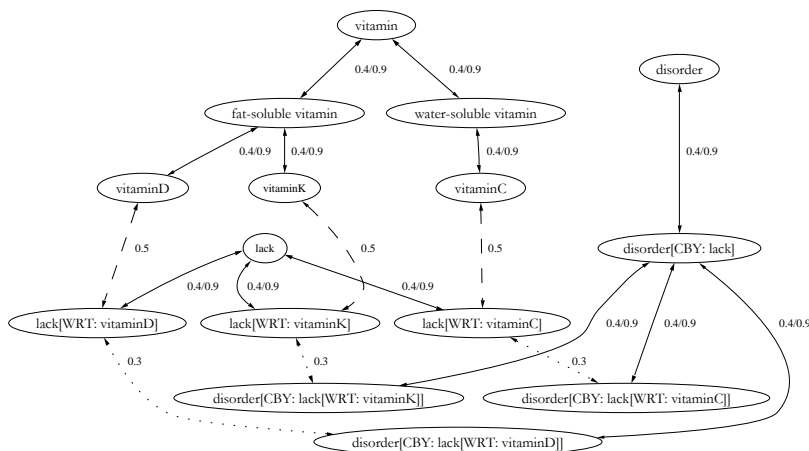 vitamin
disorder
0.4/0.9
0.4/0.9
fat-soluble vitamin
water-soluble vitamin
0.4/0.9
0.4/0.9
0.4/0.9
0.4/0.9
vitaminD
vitaminK
vitaminC
0.5
lack
0.5
0.5
disorder[CBY: lack]
0.4/0.9
0.4/0.9
0.4/0.9
lack[WRT: vitaminD]
lack[WRT: vitaminK]
lack[WRT: vitaminC]
0.4/0.9
0.4/0.9
0.4/0.9
0.3
0.3
0.3
disorder[CBY: lack[WRT: vitaminK]]
disorder[CBY: lack[WRT: vitaminC]]
disorder[CBY: lack[WRT: vitaminD]]